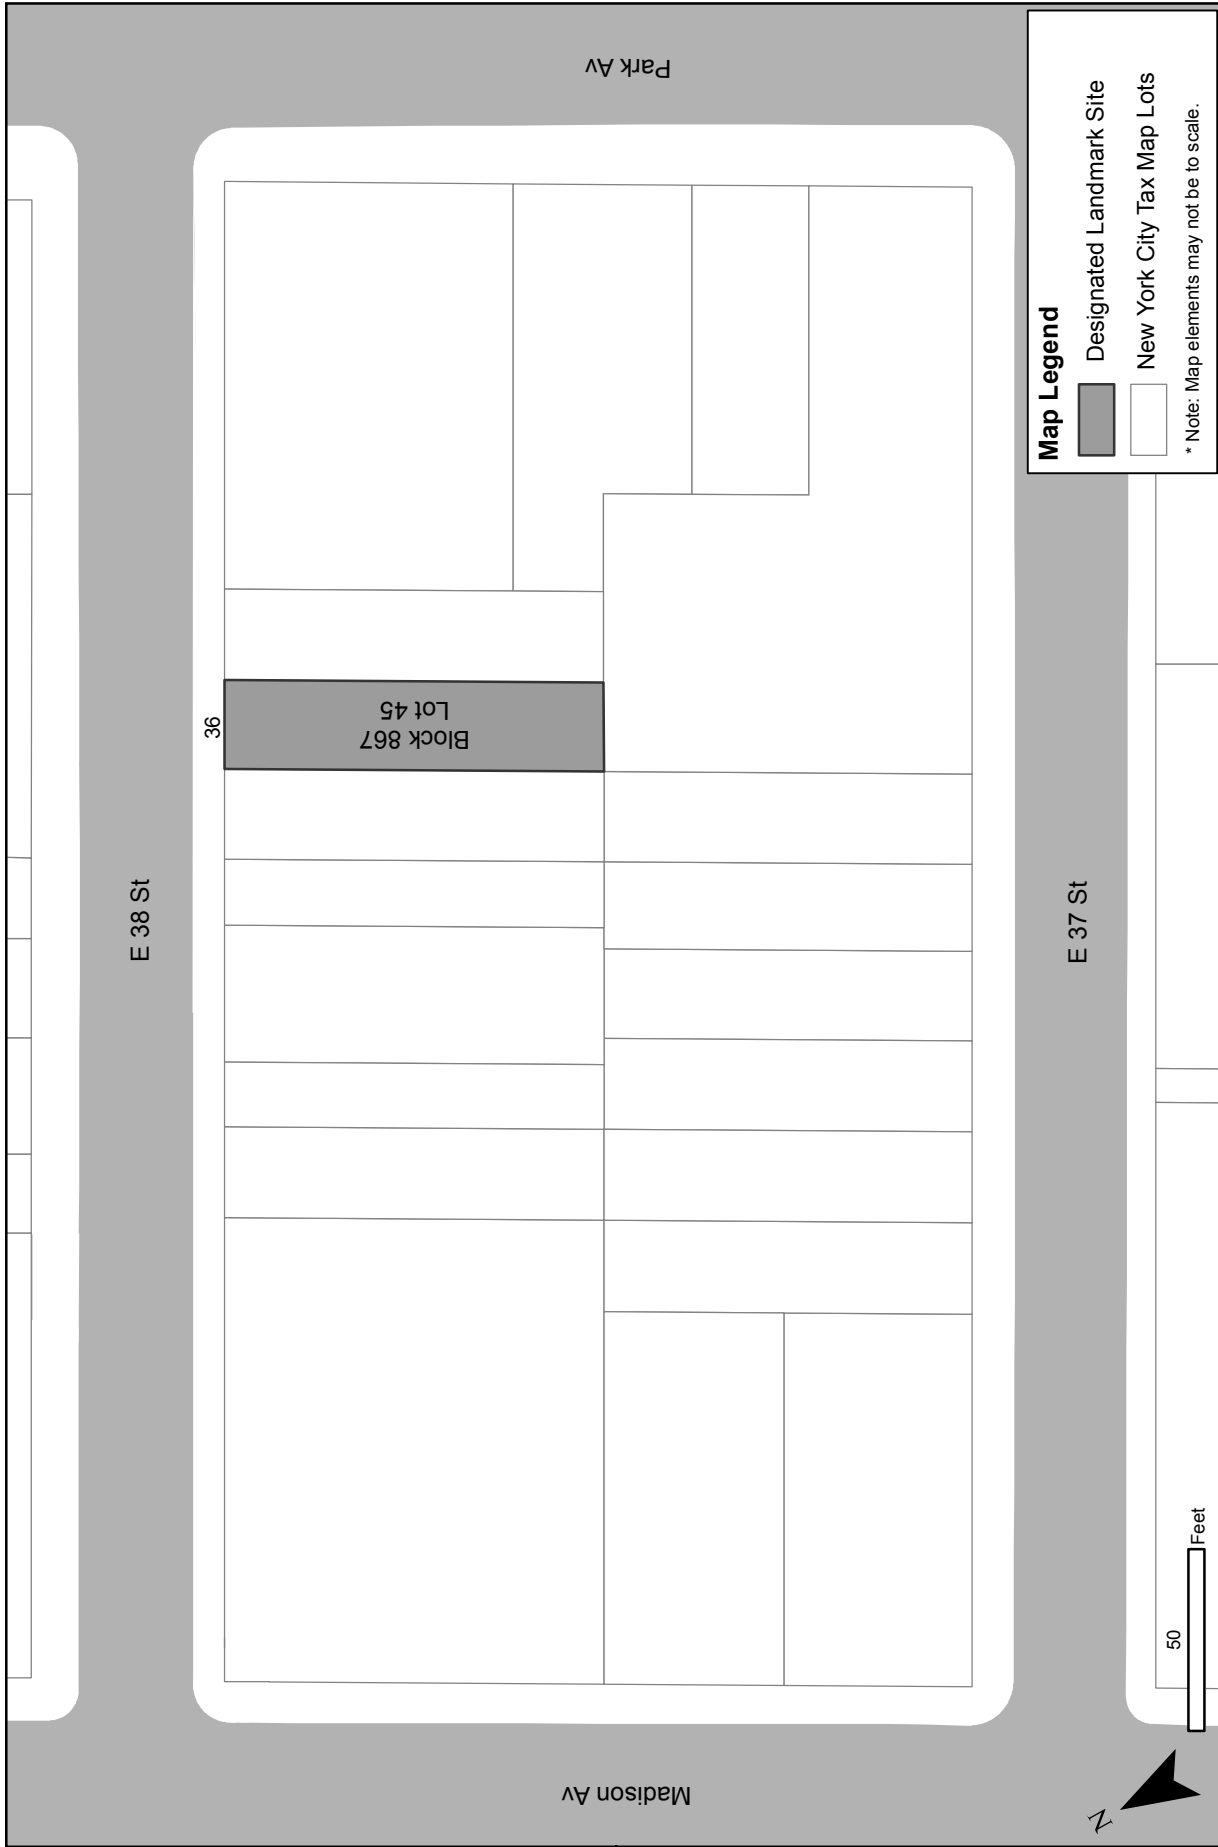 Park Av
Map Legend
Designated Landmark Site
New York City Tax Map Lots
* Note: Map elements may not be to scale.
36
Block 867
Lot 45
E 38 St
E 37 St
50
Feet
Madison Av
N